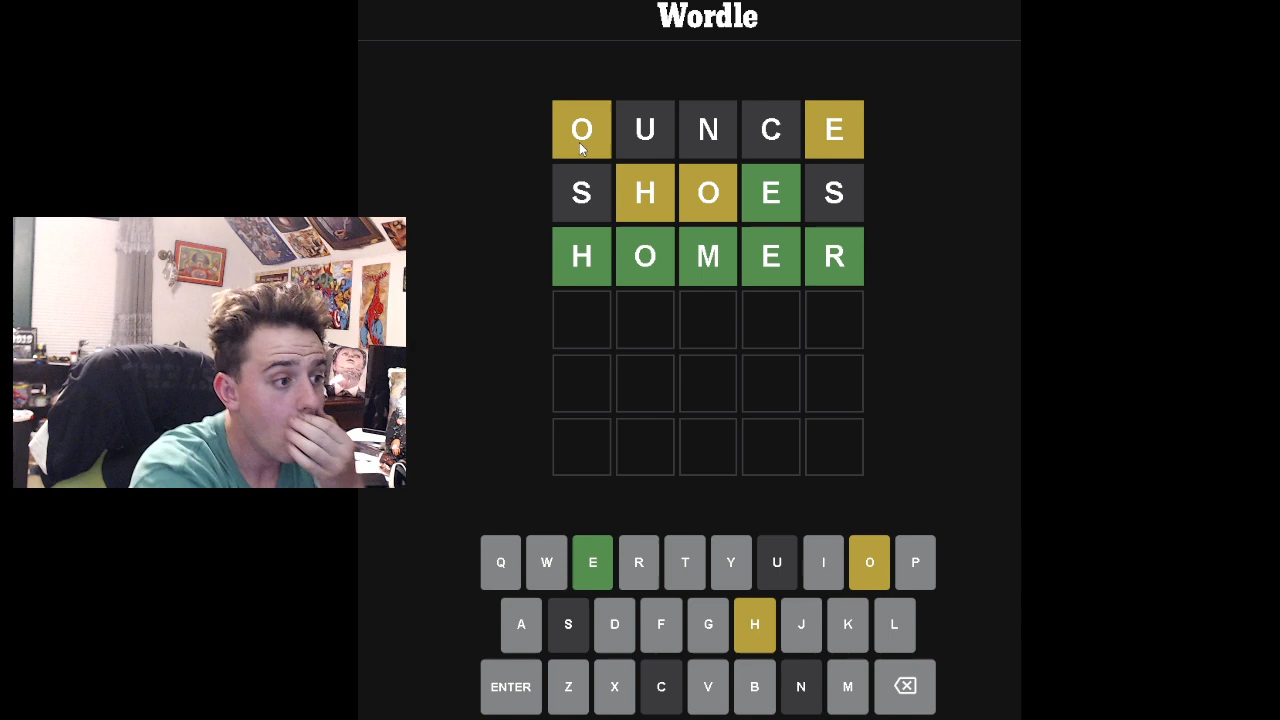 Wordle
O U N C E
S H O E S
H O M E R
Q W E R T Y U I O P
A S D F G H J K L
ENTER Z X C V B N M